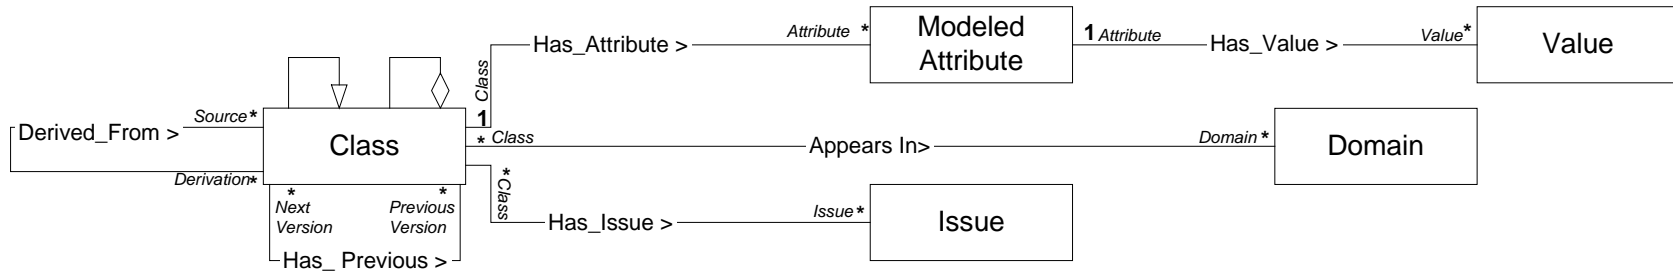 Modeled
Attribute
Value
Has_Attribute >
Attribute *
1 Attribute
Has_Value >
Value*
Class
1
Derived_From >
Source*
Derivation*
Class
* Class
Appears In>
Domain *
Domain
*
Next
Version
*
Previous
Version
Has_ Previous >
*Class
Has_Issue >
Issue*
Issue